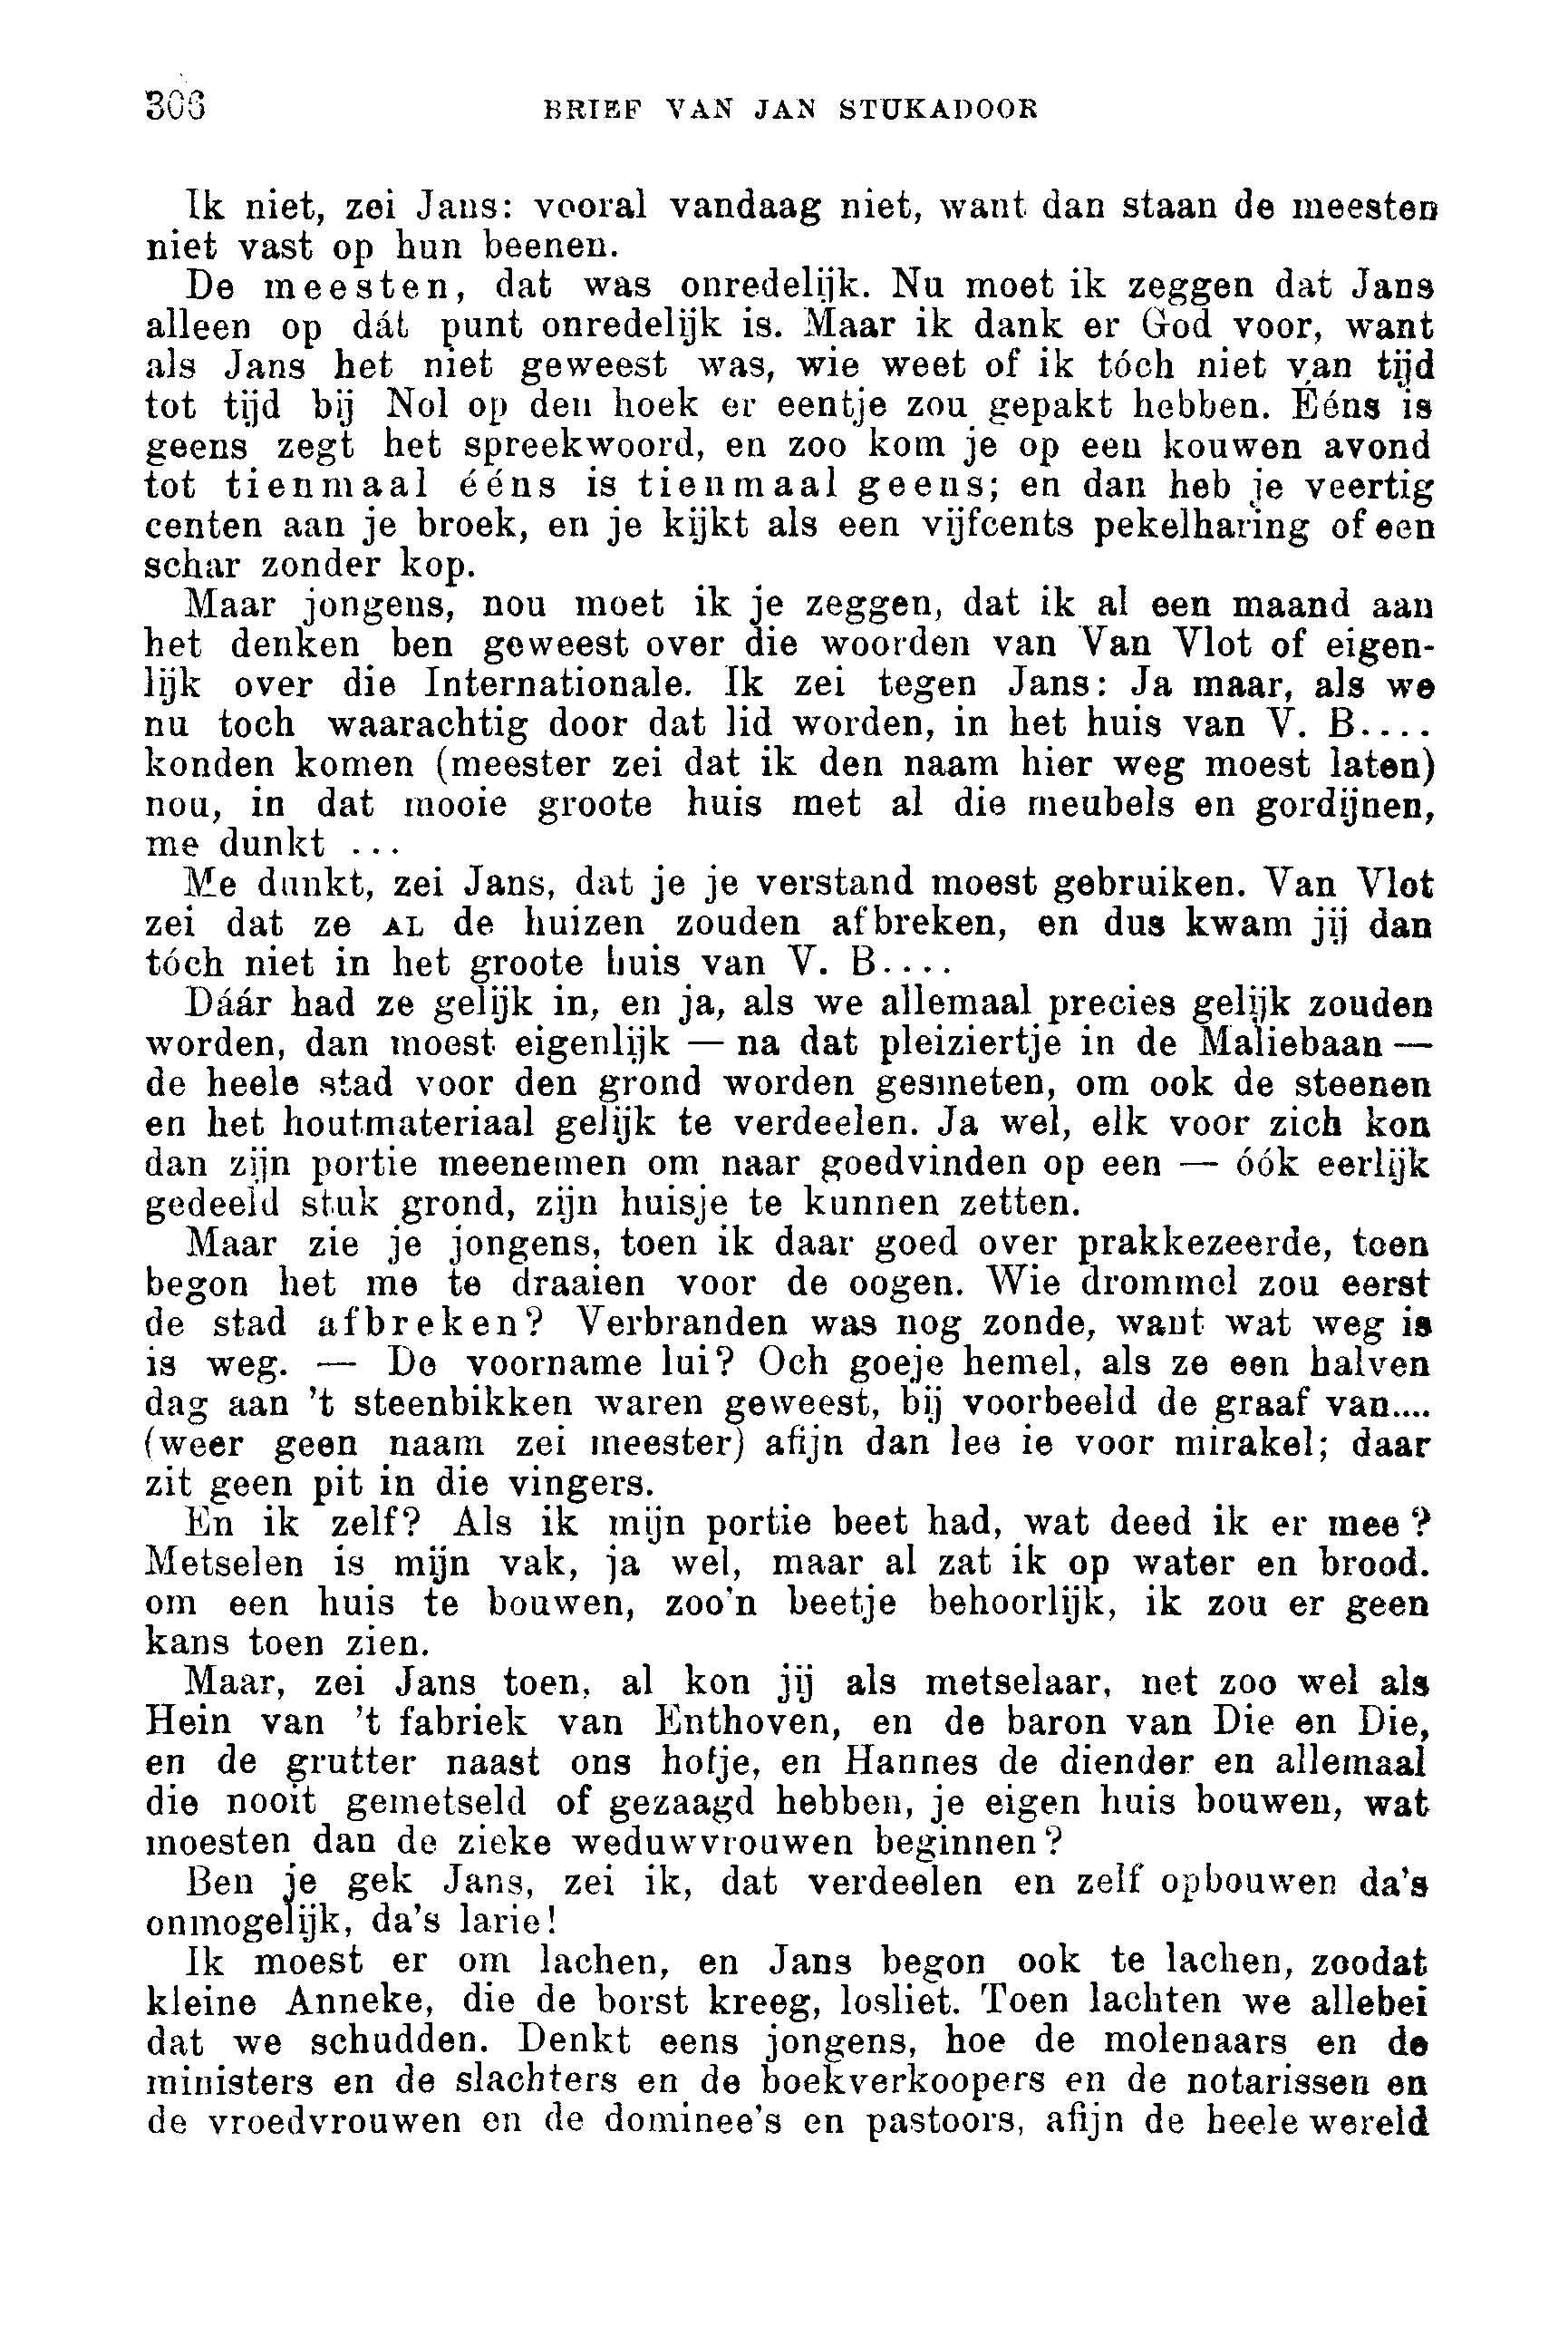 306 BRIEF VAN JAN STUKADOOR
Ik niet, zei Jans: vooral vandaag niet, want dan staan de meesten
niet vast op hun beenen.
De meesten, dat was onredelijk. Nu moet ik zeggen dat Jans
alleen op dát punt onredelijk is. Maar ik dank er God voor, want
als Jans het niet geweest was, wie weet of ik tóch niet van tijd
tot tijd bij Nol op den hoek er eentje zou gepakt hebben. Ééns is
geens zegt het spreekwoord, en zoo kom je op een kouwen avond
tot tienmaal ééns is tienmaal geens; en dan heb je veertig
centen aan je broek, en je kijkt als een vijfcents pekelharing of een
schar zonder kop.
Maar jongens, nou moet ik je zeggen, dat ik al een maand aan
het denken ben geweest over die woorden van Van Vlot of eigen-
lijk over die Internationale. Ik zei tegen Jans: Ja maar, als we
nu toch waarachtig door dat lid worden, in het huis van V. B....
konden komen (meester zei dat ik den naam hier weg moest laten)
nou, in dat mooie groote huis met al die meubels en gordijnen,
me dunkt ...
Me dunkt, zei Jans, dat je je verstand moest gebruiken. Van Vlot
zei dat ze AL de huizen zouden afbreken, en dus kwam jij dan
tóch niet in het groote huis van V. B....
Dáár had ze gelijk in, en ja, als we allemaal precies gelijk zouden
worden, dan moest eigenlijk — na dat pleiziertje in de Maliebaan —
de heele stad voor den grond worden gesmeten, om ook de steenen
en het houtmateriaal gelijk te verdeelen. Ja wel, elk voor zich kon
dan zijn portie meenemen om naar goedvinden op een — óók eerlijk
gedeeld stuk grond, zijn huisje te kunnen zetten.
Maar zie je jongens, toen ik daar goed over prakkezeerde, toen
begon het me te draaien voor de oogen. Wie drommel zou eerst
de stad afbreken? Verbranden was nog zonde, want wat weg is
is weg. — De voorname lui? Och goeje hemel, als ze een halven
dag aan 't steenbikken waren geweest, bij voorbeeld de graaf van....
(weer geen naam zei meester) afijn dan lee ie voor mirakel; daar
zit geen pit in die vingers.
En ik zelf? Als ik mijn portie beet had, wat deed ik er mee?
Metselen is mijn vak, ja wel, maar al zat ik op water en brood.
om een huis te bouwen, zoo'n beetje behoorlijk, ik zou er geen
kans toen zien.
Maar, zei Jans toen, al kon jij als metselaar, net zoo wel als
Hein van 't fabriek van Enthoven, en de baron van Die en Die,
en de grutter naast ons hofje, en Hannes de diender en allemaal
die nooit gemetseld of gezaagd hebben, je eigen huis bouwen, wat
moesten dan de zieke weduwvrouwen beginnen?
Ben je gek Jans, zei ik, dat verdeelen en zelf opbouwen da's
onmogelijk, da's larie!
Ik moest er om lachen, en Jans begon ook te lachen, zoodat
kleine Anneke, die de borst kreeg, losliet. Toen lachten we allebei
dat we schudden. Denkt eens jongens, hoe de molenaars en de
ministers en de slachters en de boekverkoopers en de notarissen en
de vroedvrouwen en de dominee's en pastoors, afijn de heele wereld